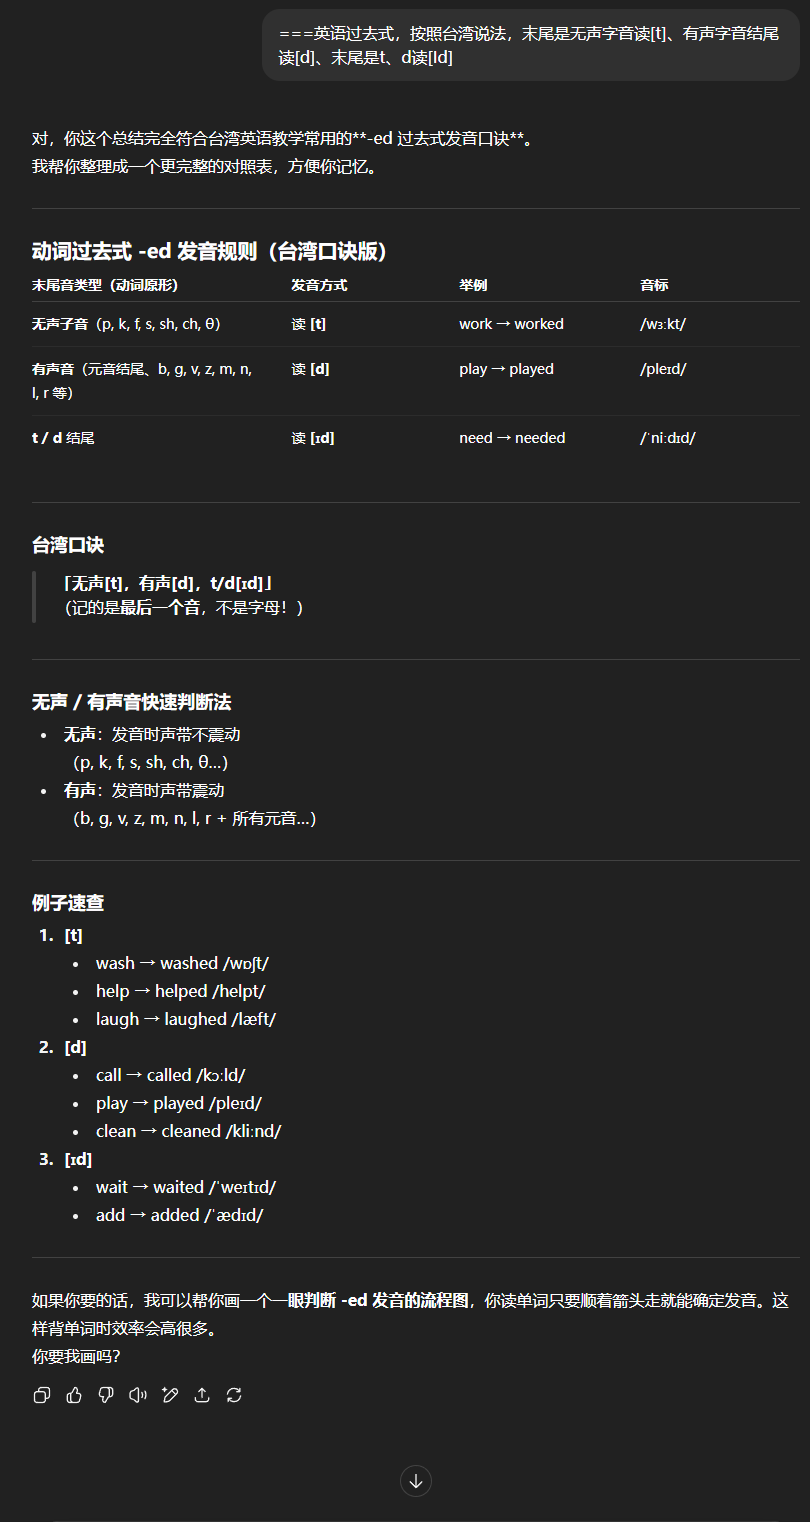 ===英语过去式，按照台湾说法，末尾是无声字音读[t]、有声字音结尾
读[d]、末尾是t、d读[Id]
对，你这个总结完全符合台湾英语教学常用的**-ed 过去式发音口诀**。
我帮你整理成一个更完整的对照表，方便你记忆。
动词过去式 -ed 发音规则（台湾口诀版）
末尾音类型（动词原形） 发音方式 举例 音标
无声子音（p, k, f, s, sh, ch, θ） 读 [t] work → worked /wɜːkt/
有声音（元音结尾、b, g, v, z, m, n, 读 [d] play → played /pleɪd/
l, r 等）
t / d 结尾 读 [ɪd] need → needed /ˈniːdɪd/
台湾口诀
「无声[t]，有声[d]，t/d[ɪd]」
（记的是最后一个音，不是字母！）
无声 / 有声音快速判断法
• 无声：发音时声带不震动
（p, k, f, s, sh, ch, θ…）
• 有声：发音时声带震动
（b, g, v, z, m, n, l, r + 所有元音…）
例子速查
1. [t]
• wash → washed /wɒʃt/
• help → helped /helpt/
• laugh → laughed /læft/
2. [d]
• call → called /kɔːld/
• play → played /pleɪd/
• clean → cleaned /kliːnd/
3. [ɪd]
• wait → waited /ˈweɪtɪd/
• add → added /ˈædɪd/
如果你要的话，我可以帮你画一个一眼判断 -ed 发音的流程图，你读单词只要顺着箭头走就能确定发音。这
样背单词时效率会高很多。
你要我画吗？